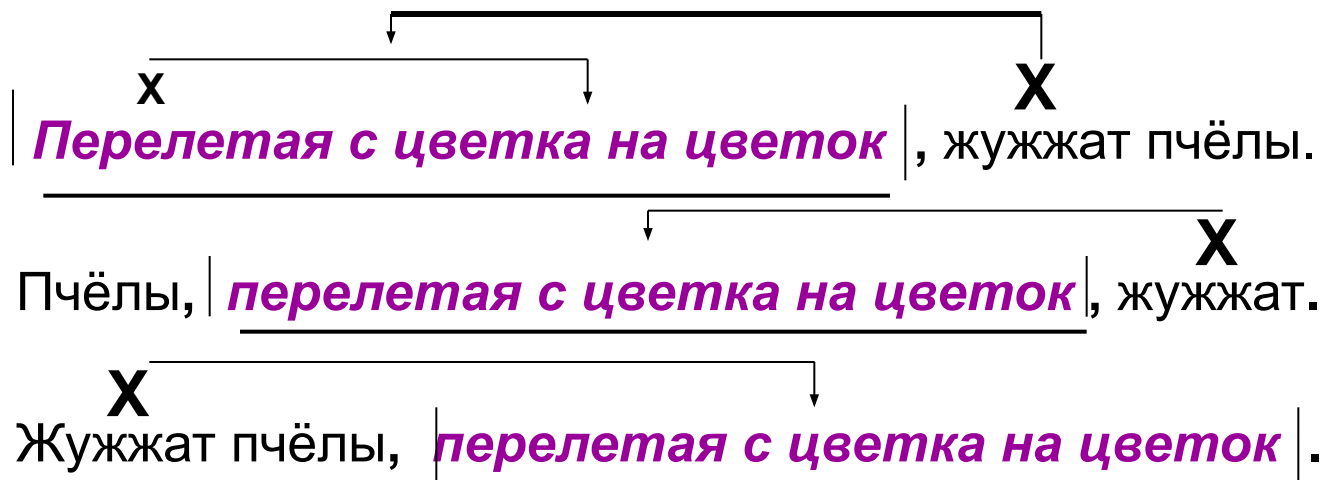 х Х
Перелетая с цветка на цветок , жужжат пчёлы.
Х
Пчёлы, перелетая с цветка на цветок , жужжат.
Х
Жужжат пчёлы, перелетая с цветка на цветок .